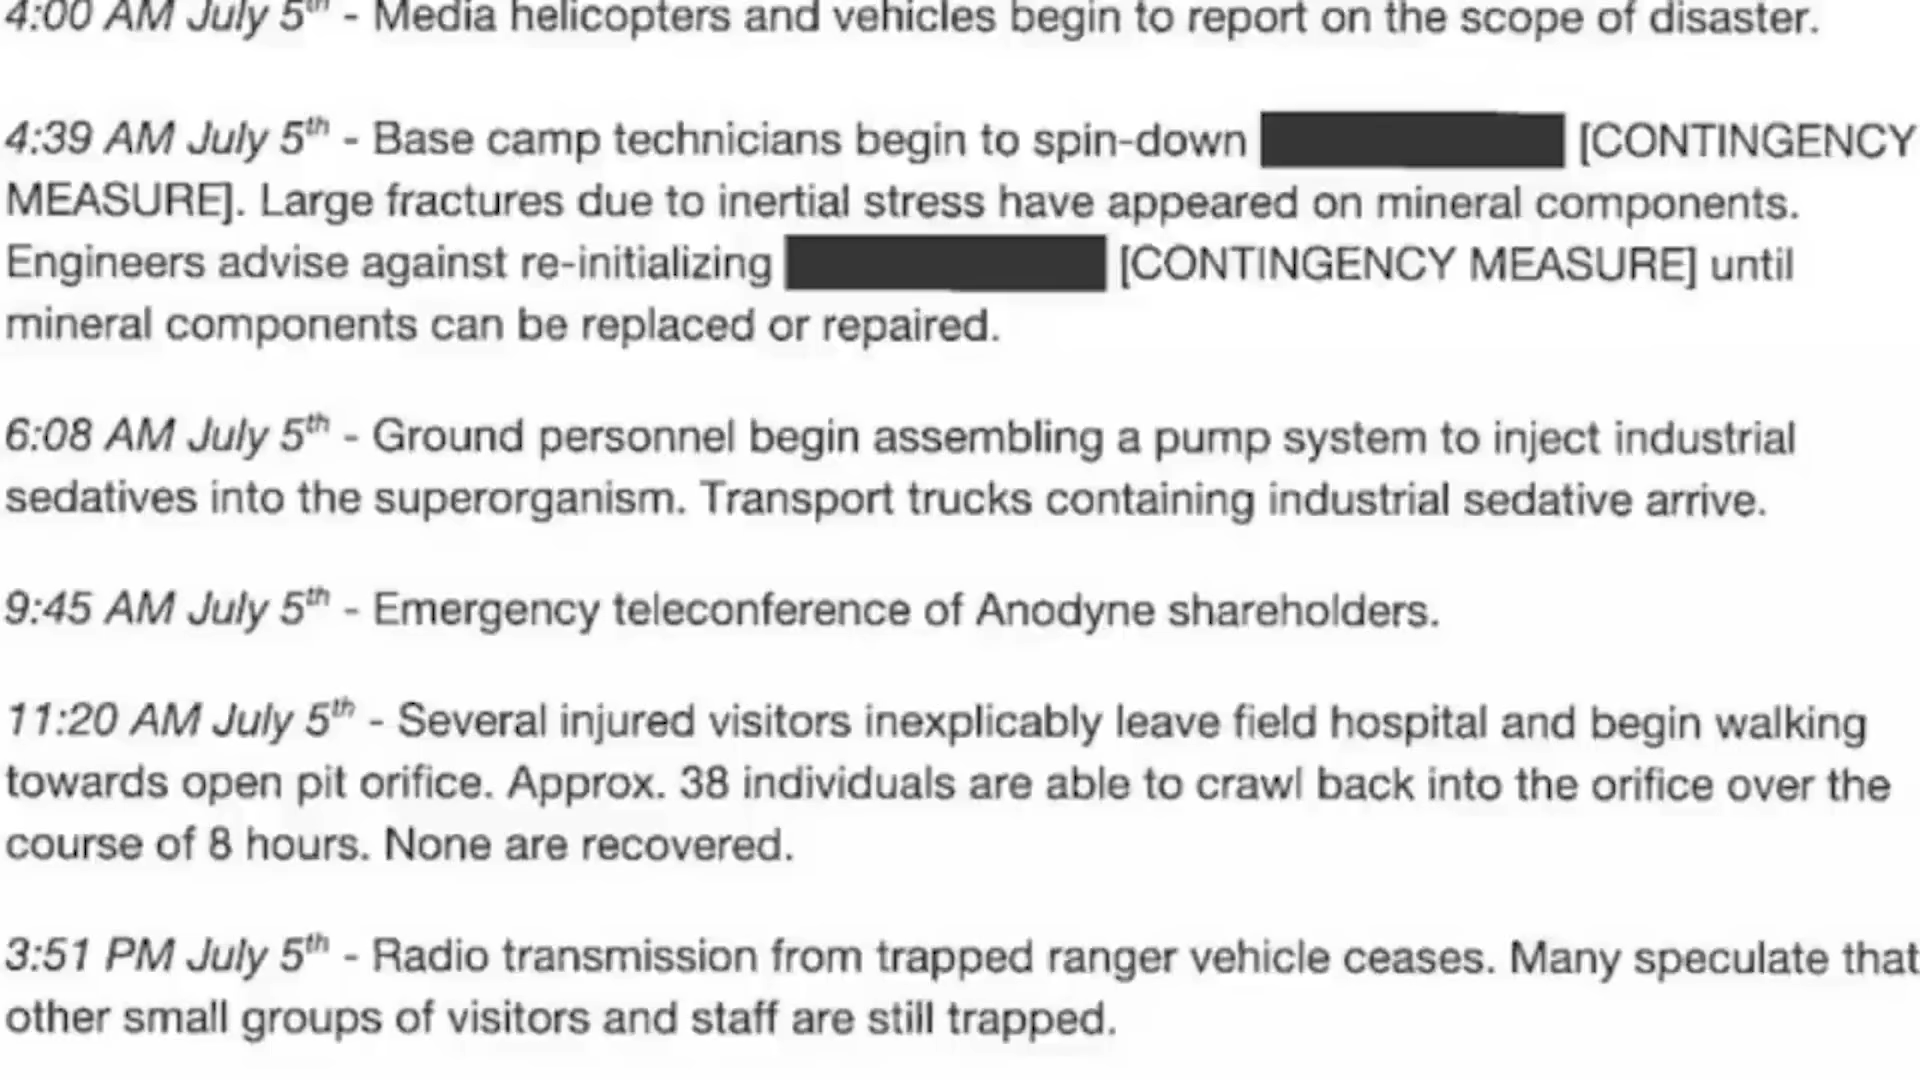 4:00 AM July 5th - Media helicopters and vehicles begin to report on the scope of disaster.
4:39 AM July 5th - Base camp technicians begin to spin-down [CONTINGENCY
MEASURE]. Large fractures due to inertial stress have appeared on mineral components.
Engineers advise against re-initializing [CONTINGENCY MEASURE] until
mineral components can be replaced or repaired.
6:08 AM July 5th - Ground personnel begin assembling a pump system to inject industrial
sedatives into the superorganism. Transport trucks containing industrial sedative arrive.
9:45 AM July 5th - Emergency teleconference of Anodyne shareholders.
11:20 AM July 5th - Several injured visitors inexplicably leave field hospital and begin walking
towards open pit orifice. Approx. 38 individuals are able to crawl back into the orifice over the
course of 8 hours. None are recovered.
3:51 PM July 5th - Radio transmission from trapped ranger vehicle ceases. Many speculate that
other small groups of visitors and staff are still trapped.